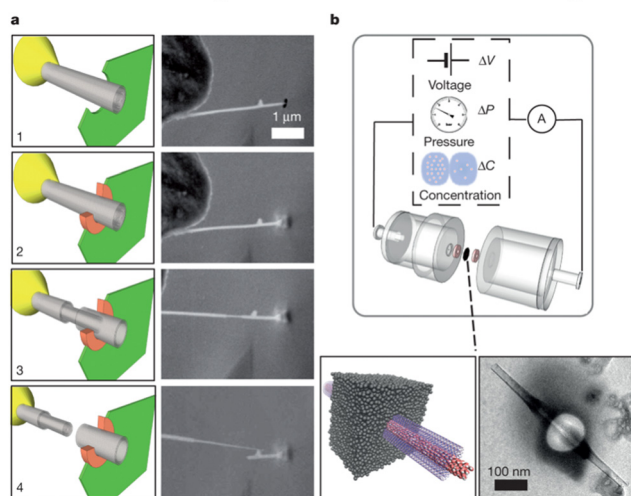 a
b
1
1 μm
2
3
4
ΔV
Voltage
ΔP
Pressure
ΔC
Concentration
A
100 nm